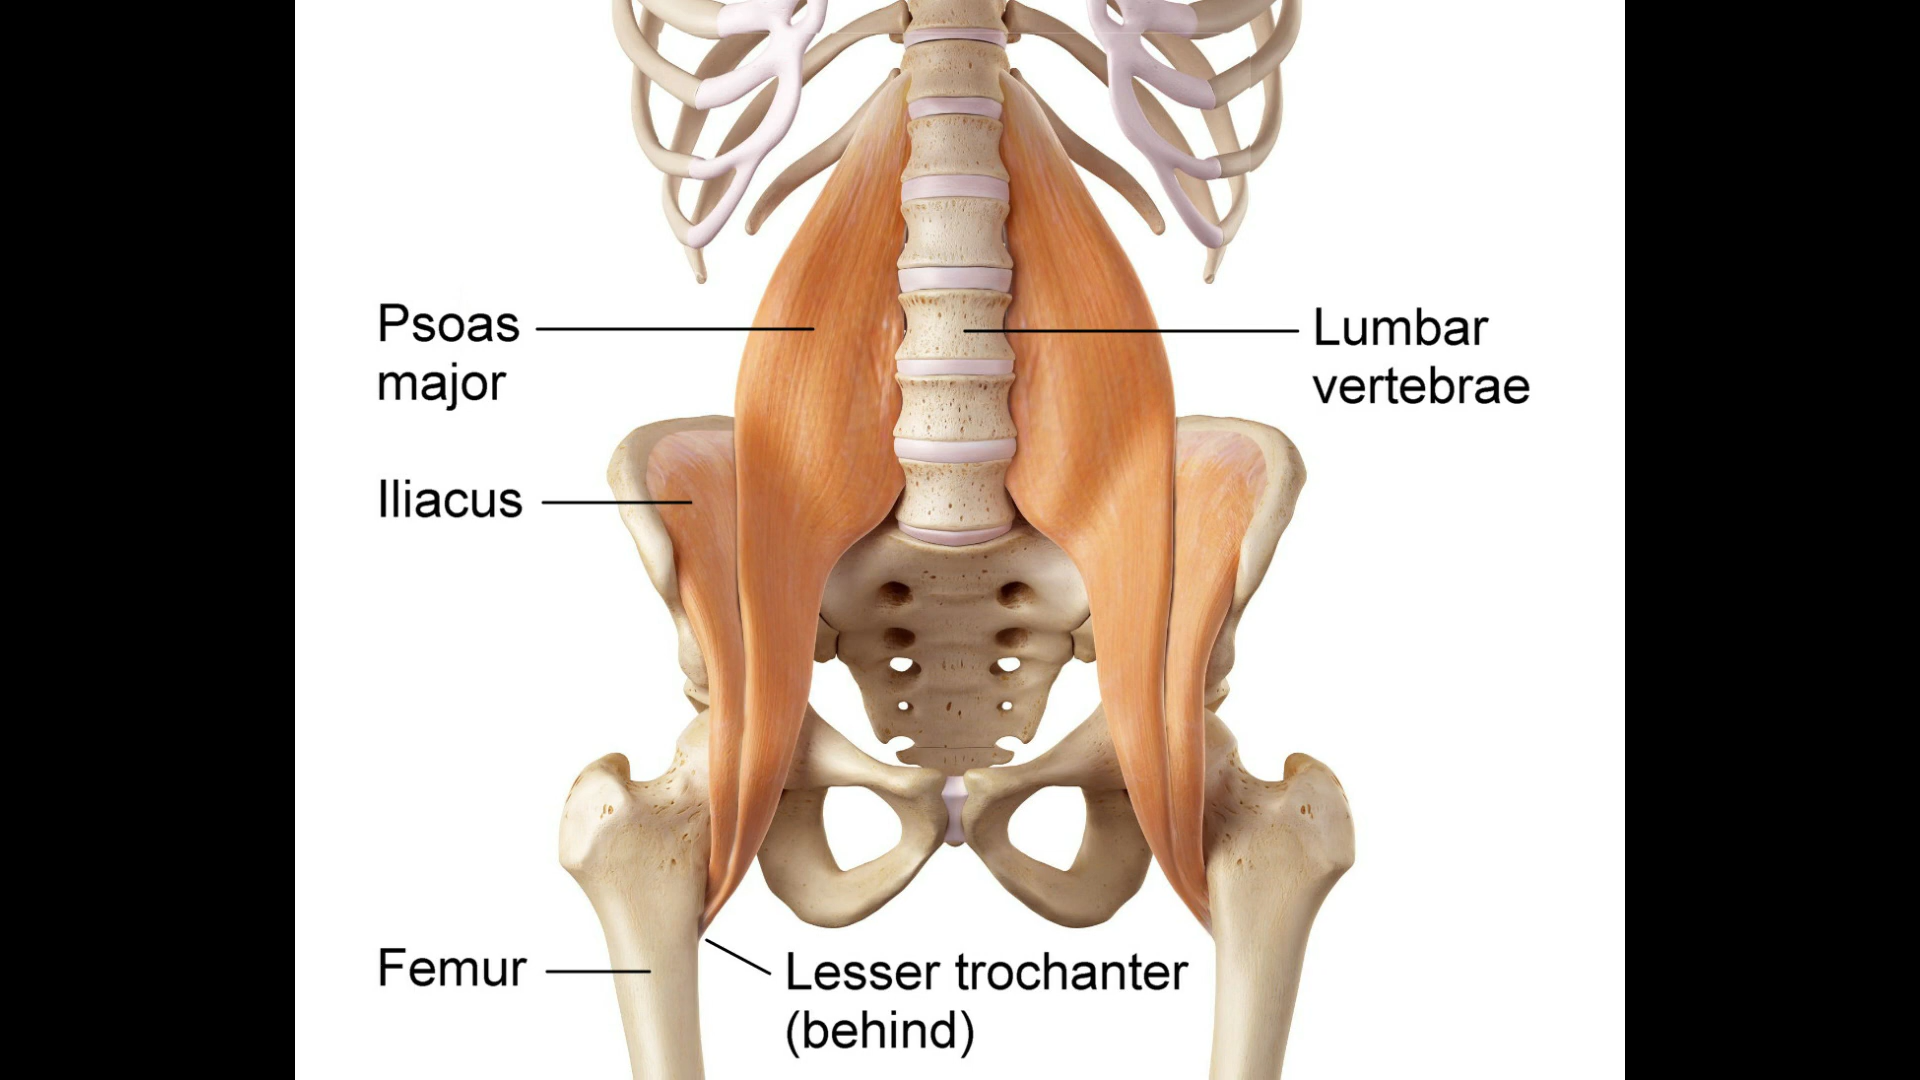 Psoas
major
Lumbar
vertebrae
Iliacus
Femur
Lesser trochanter
(behind)